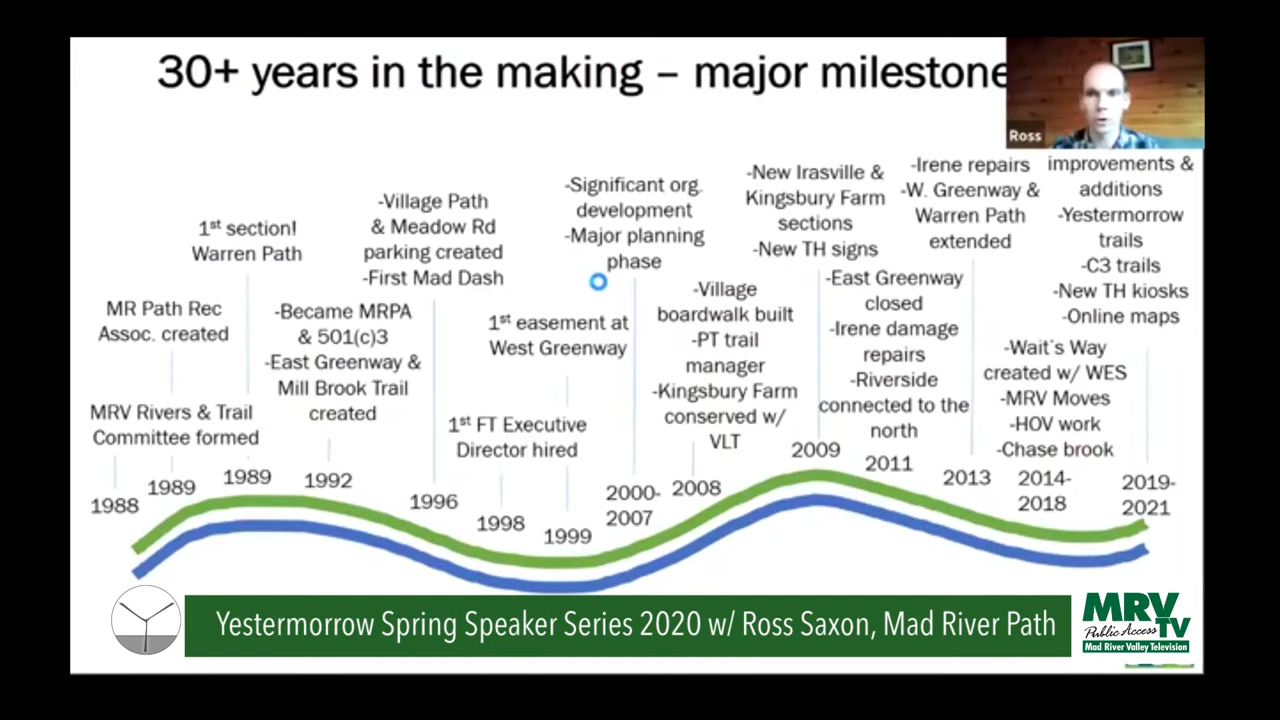 30+ years in the making – major milestone
Ross
MRV Rivers & Trail
Committee formed
1988
MR Path Rec
Assoc. created
1989
1st section!
Warren Path
1989
-Became MRPA
& 501(c)3
-East Greenway &
Mill Brook Trail
created
1992
-Village Path
& Meadow Rd
parking created
-First Mad Dash
1996
1st FT Executive
Director hired
1998
1st easement at
West Greenway
1999
-Significant org.
development
-Major planning
phase
2000-
2007
-Village
boardwalk built
-PT trail
manager
-Kingsbury Farm
conserved w/
VLT
2008
-New Irasville &
Kingsbury Farm
sections
-New TH signs
2009
-East Greenway
closed
-Irene damage
repairs
-Riverside
connected to the
north
2011
-Irene repairs
-W. Greenway &
Warren Path
extended
2013
-Wait's Way
created w/ WES
-MRV Moves
-HOV work
-Chase brook
2014-
2018
improvements &
additions
-Yestermorrow
trails
-C3 trails
-New TH kiosks
-Online maps
2019-
2021
Yestermorrow Spring Speaker Series 2020 w/ Ross Saxon, Mad River Path
MRV
Public Access TV
Mad River Valley Television